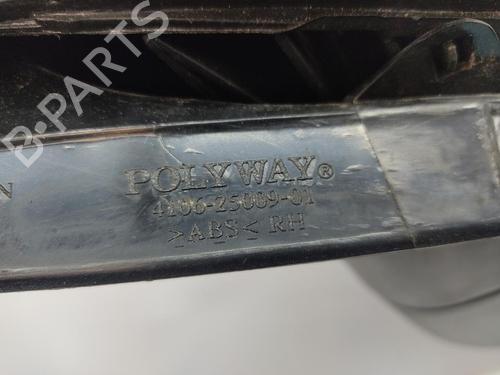 B-PARTS
N
POLYWAY®
4106-25009-01
>ABS< RH